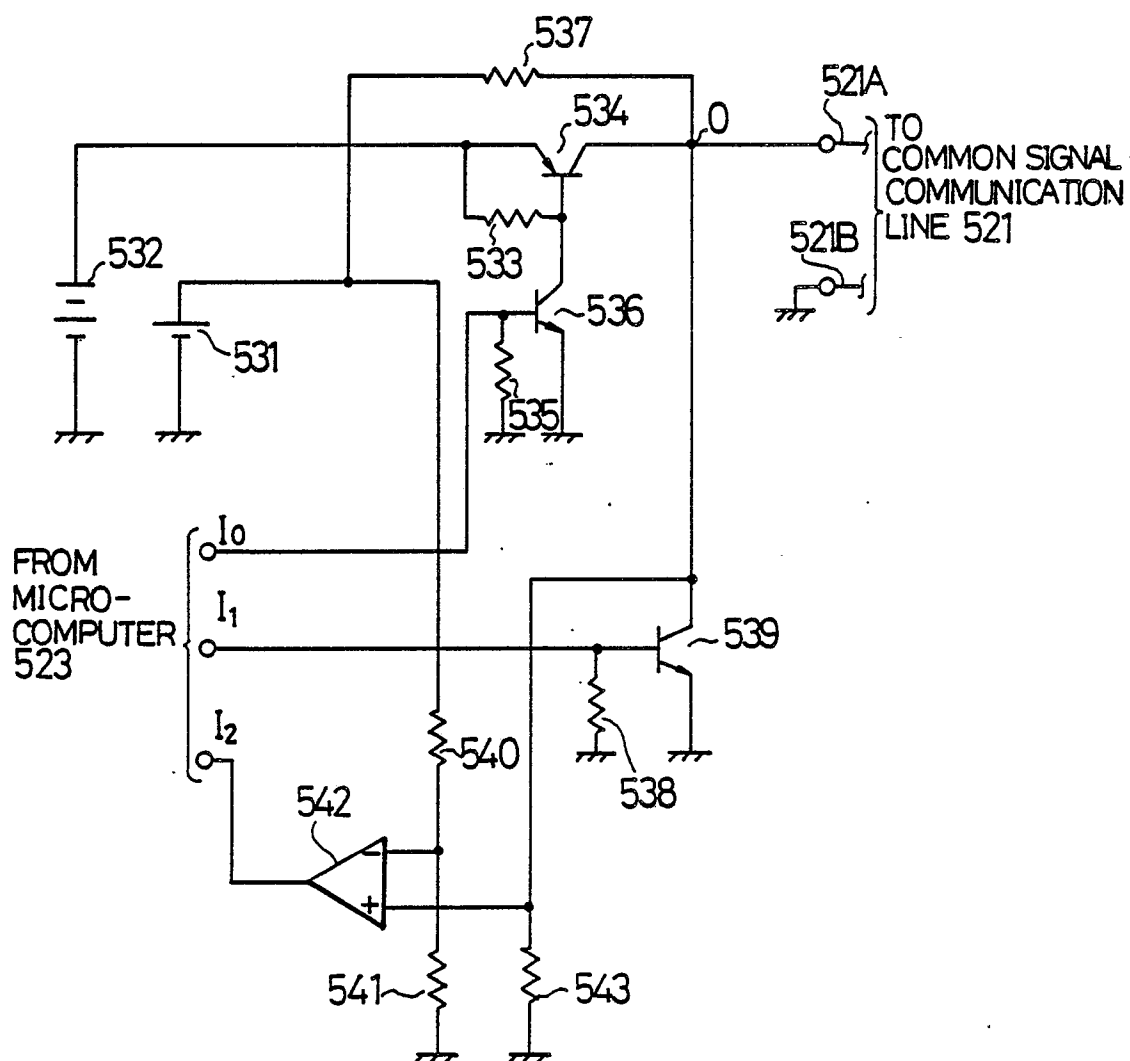 537
534
O
521A
TO
COMMON SIGNAL
COMMUNICATION
LINE 521
521B
532
533
536
531
535
I0
FROM
MICRO-
COMPUTER
523
I1
539
I2
540
538
542
-
+
541
543